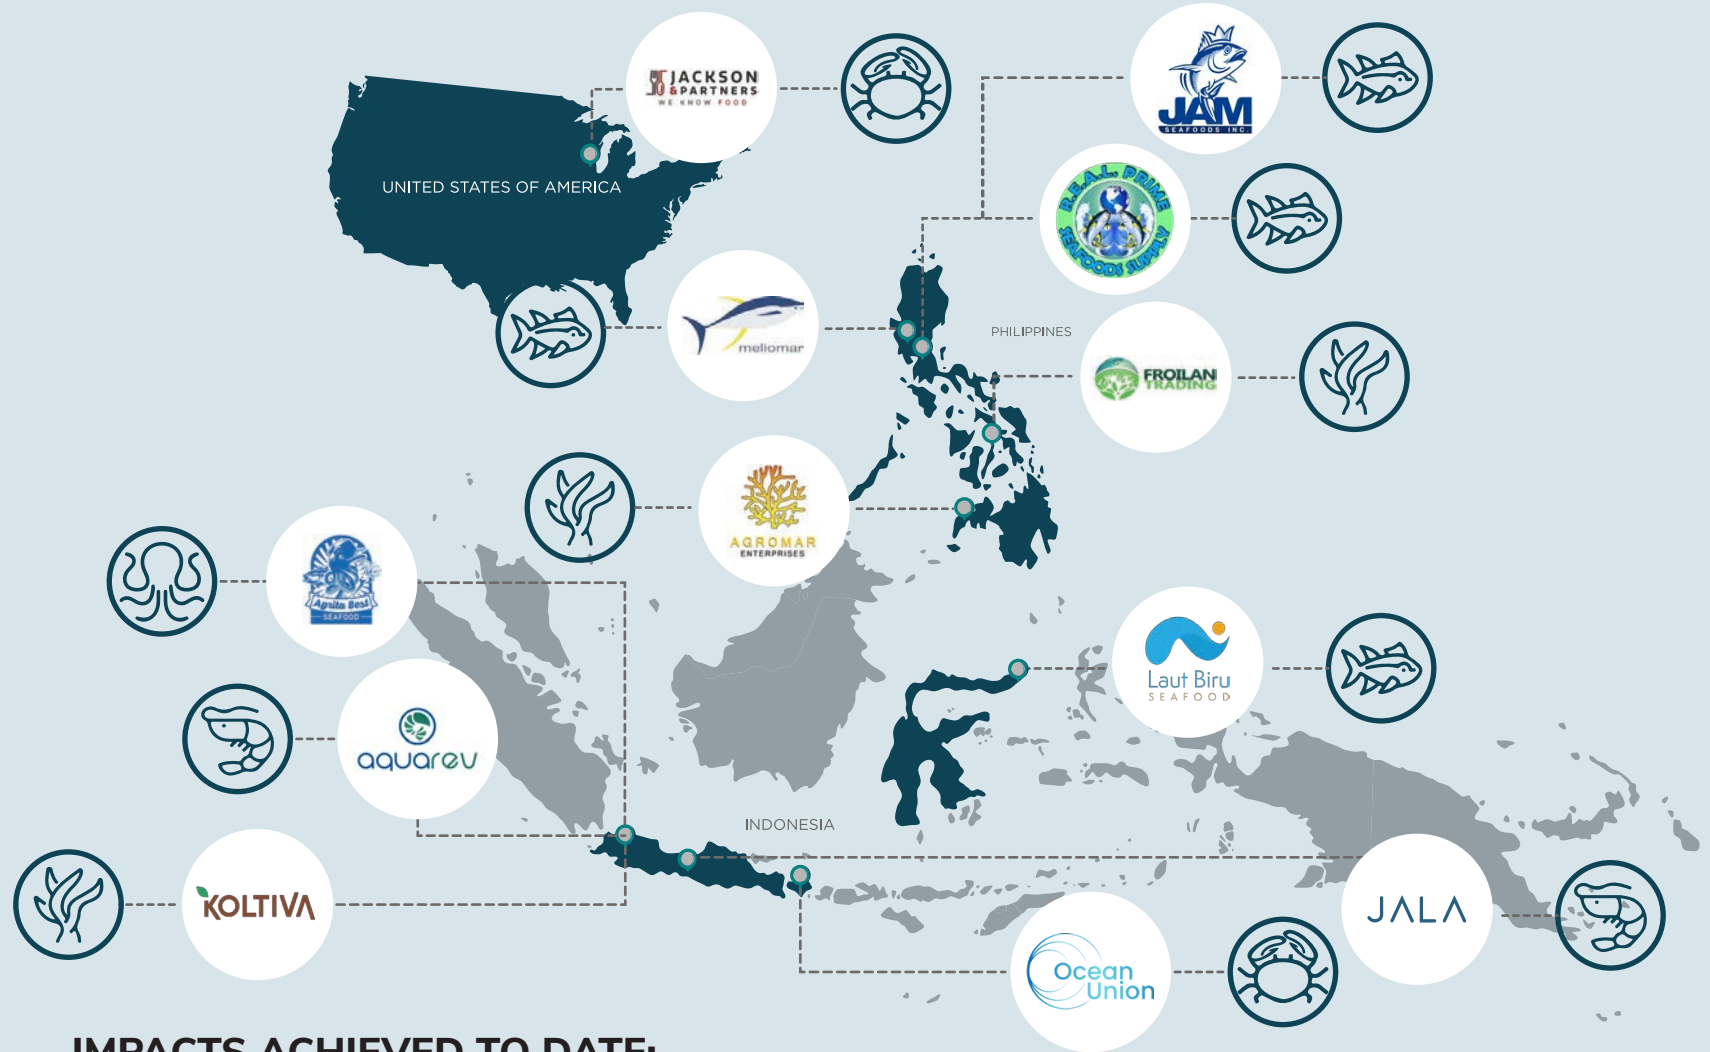 JACKSON
&PARTNERS
WE KNOW FOOD
JAM
SEAFOODS INC.
UNITED STATES OF AMERICA
R.E.A.L. PRIME
SEAFOODS SUPPLY
meliomar
PHILIPPINES
FROILAN
TRADING
AGROMAR
ENTERPRISES
Agrita Best
SEAFOOD
Laut Biru
SEAFOOD
aquarev
INDONESIA
KOLTIVA
JALA
Ocean
Union
IMPACTS ACHIEVED TO DATE: